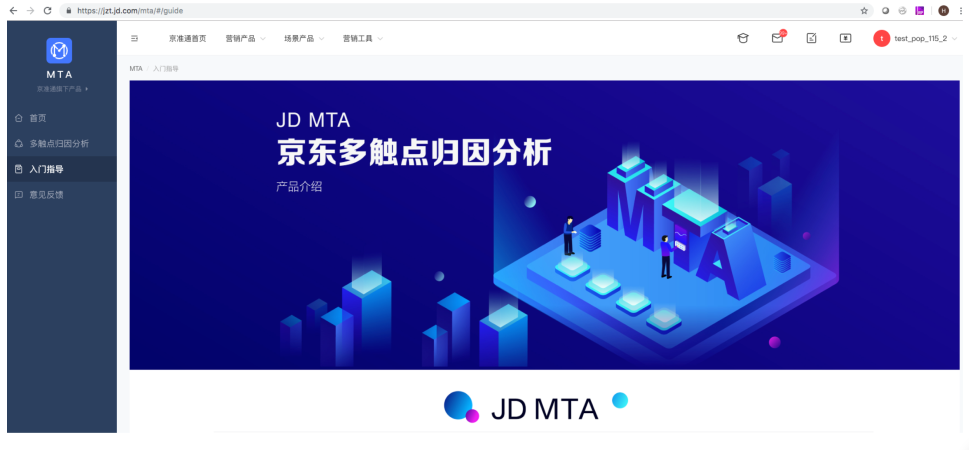 https://jzt.jd.com/mta/#/guide
MTA
京准通旗下产品
首页
多触点归因分析
入门指导
意见反馈
京准通首页 营销产品 场景产品 营销工具
t test_pop_115_2
MTA 入门指导
JD MTA
京东多触点归因分析
产品介绍
MTA
JD MTA